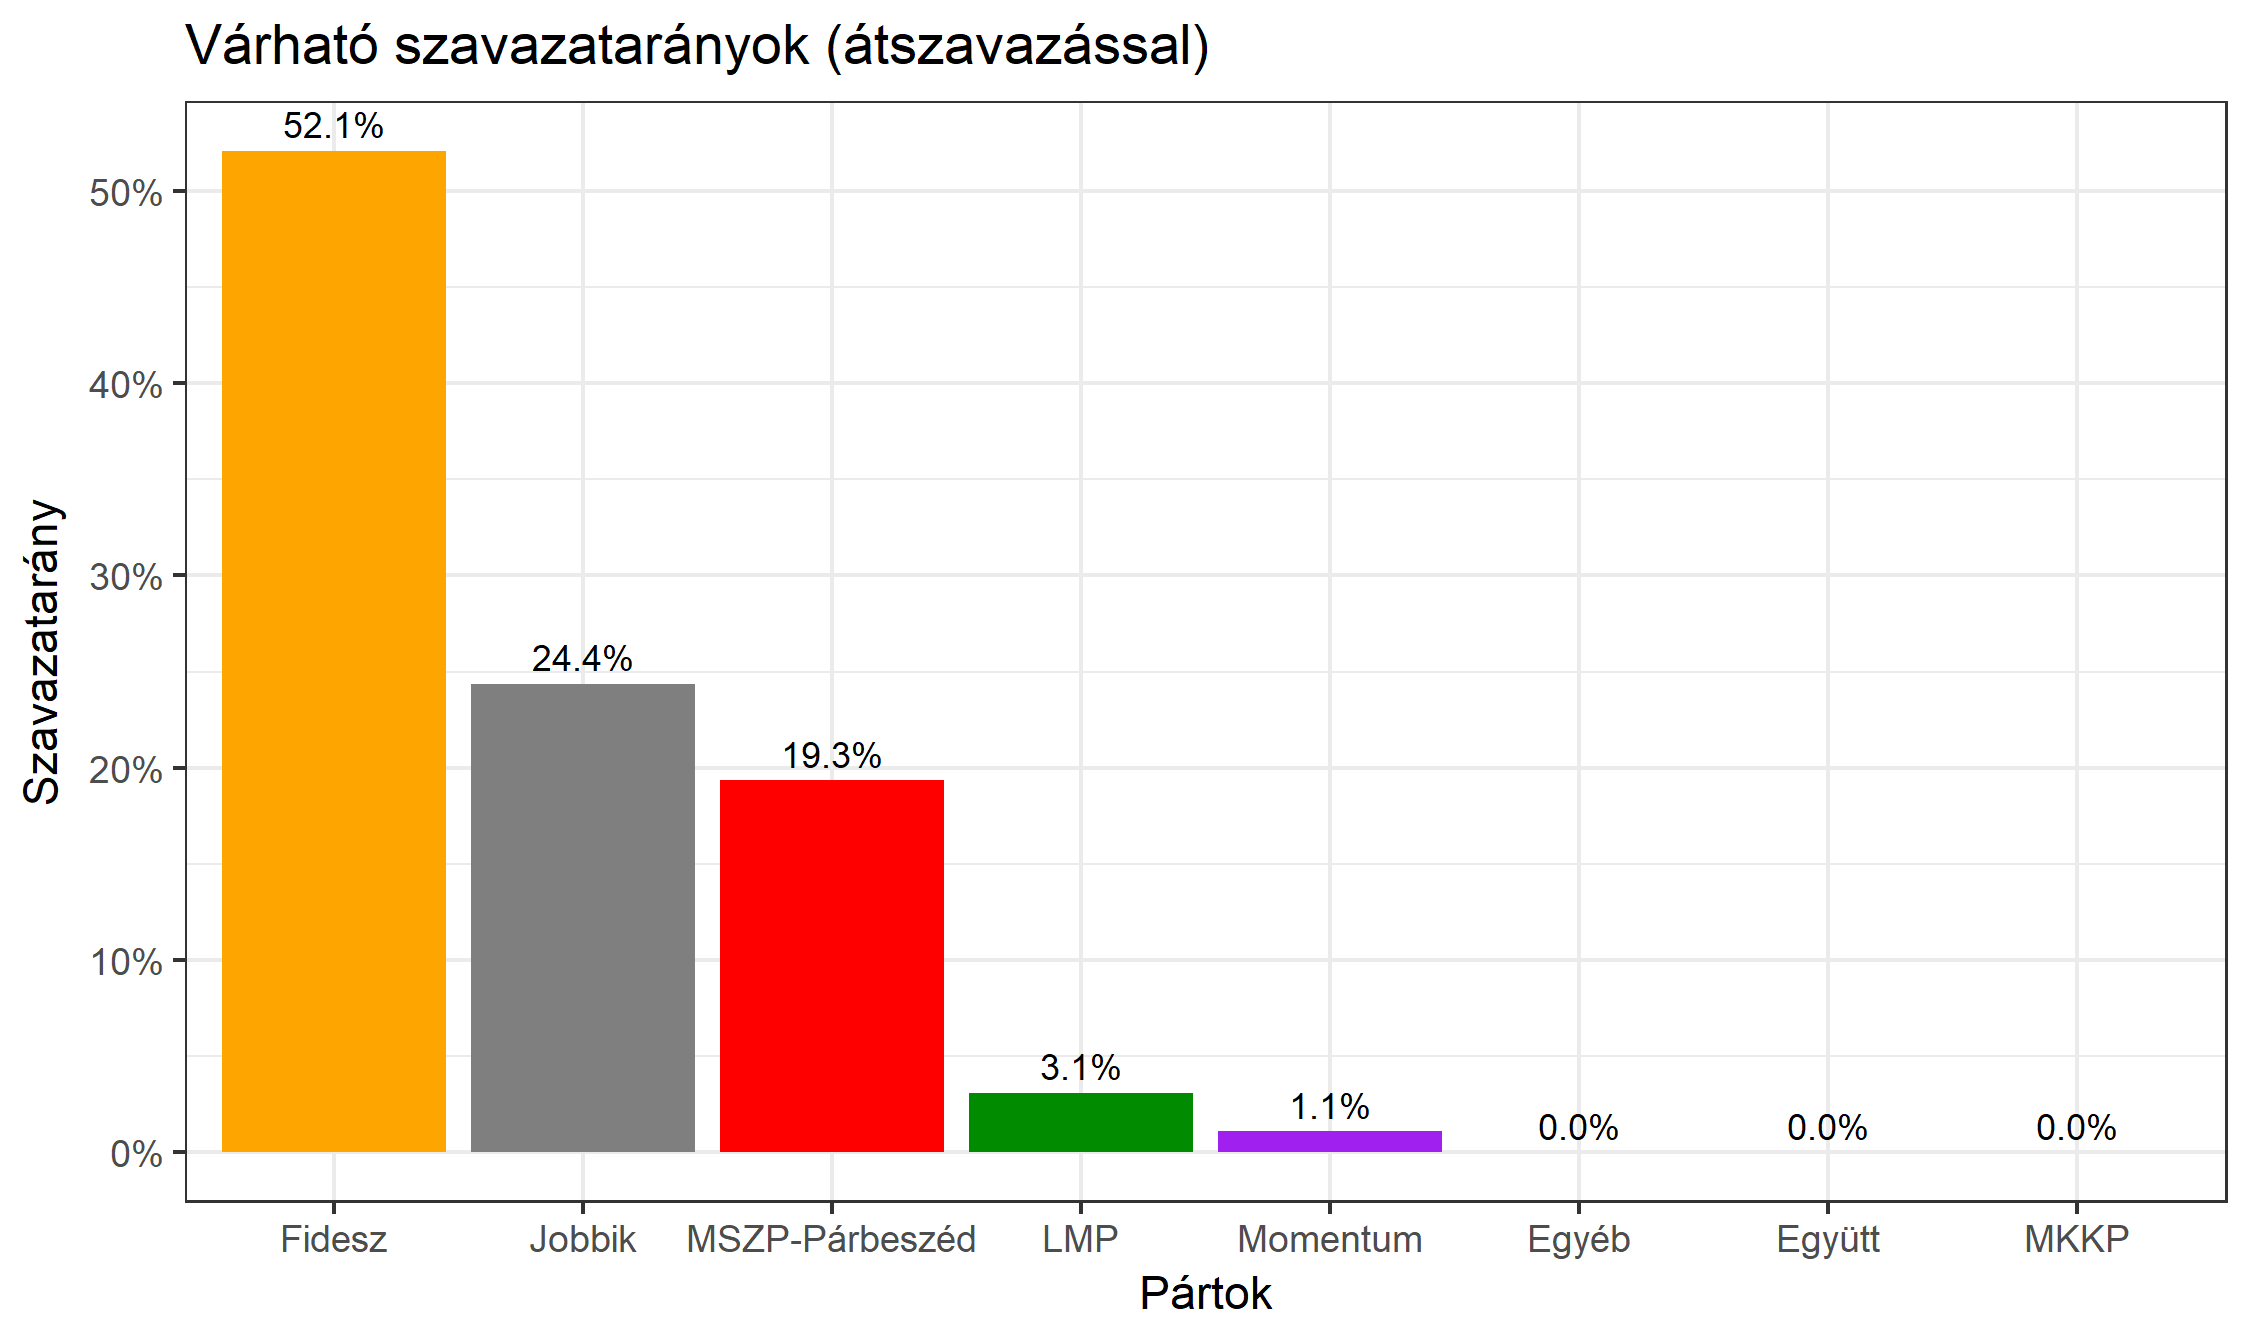 Várható szavazatarányok (átszavazással)
52.1%
24.4%
19.3%
3.1%
1.1%
0.0%
0.0%
0.0%
50%
40%
30%
20%
10%
0%
Szavazatarány
Fidesz
Jobbik
MSZP-Párbeszéd
LMP
Momentum
Egyéb
Együtt
MKKP
Pártok